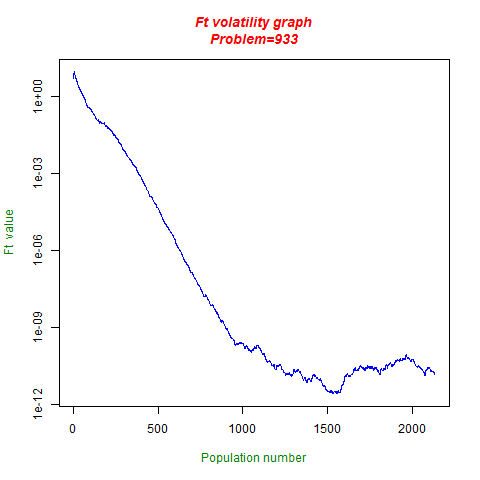 Ft volatility graph
Problem=933
1e+00
1e-03
1e-06
1e-09
1e-12
Ft value
0
500
1000
1500
2000
Population number